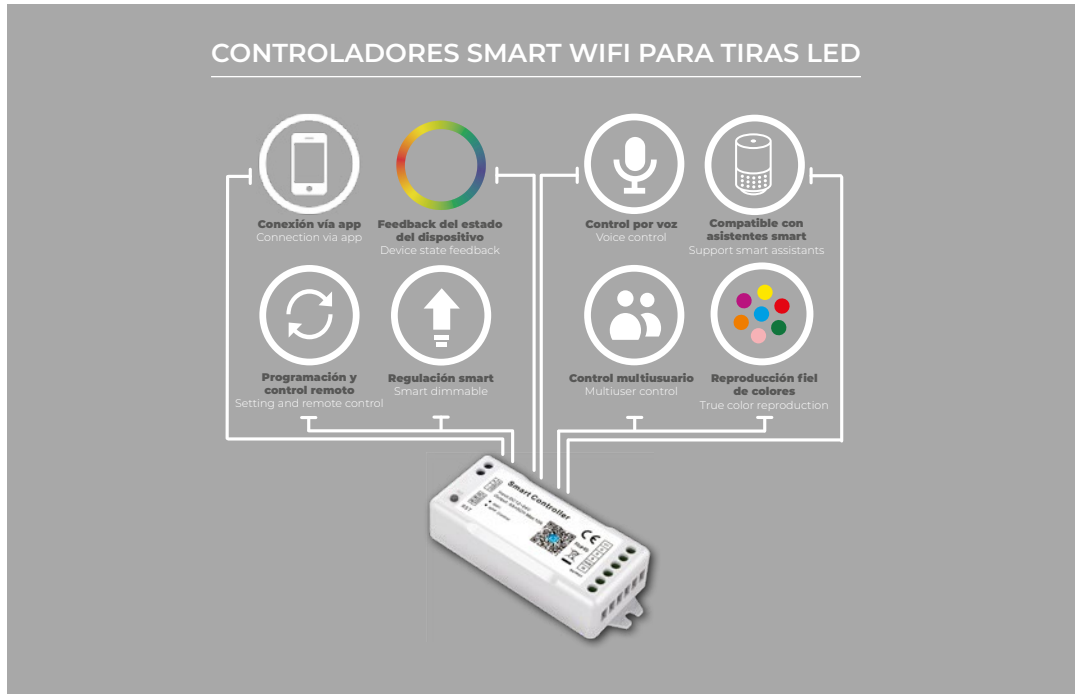 CONTROLADORES SMART WIFI PARA TIRAS LED
Conexión vía app
Connection via app
Feedback del estado
del dispositivo
Device state feedback
Control por voz
Voice control
Compatible con
asistentes smart
Support smart assistants
Programación y
control remoto
Setting and remote control
Regulación smart
Smart dimmable
Control multiusuario
Multiuser control
Reproducción fiel
de colores
True color reproduction
Smart Controller
RST
CE
RoHS